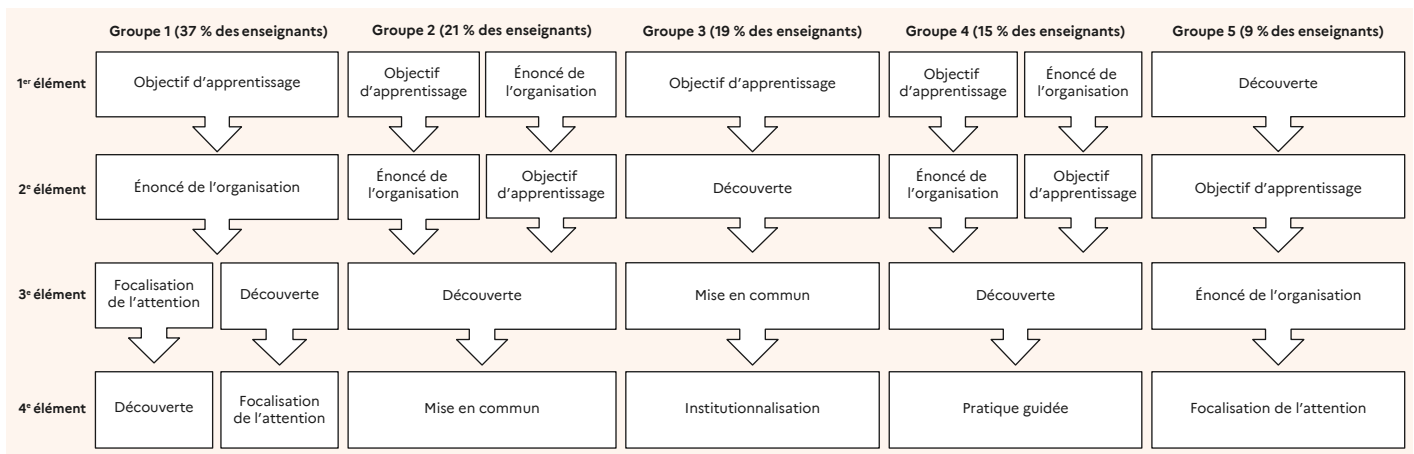 Groupe 1 (37 % des enseignants)
Groupe 2 (21 % des enseignants)
Groupe 3 (19 % des enseignants)
Groupe 4 (15 % des enseignants)
Groupe 5 (9 % des enseignants)
1er élément
Objectif d'apprentissage
Objectif
d'apprentissage
Énoncé de
l'organisation
Objectif d'apprentissage
Objectif
d'apprentissage
Énoncé de
l'organisation
Découverte
2e élément
Énoncé de l'organisation
Énoncé de
l'organisation
Objectif
d'apprentissage
Découverte
Énoncé de
l'organisation
Objectif
d'apprentissage
Objectif d'apprentissage
3e élément
Focalisation
de l'attention
Découverte
Découverte
Mise en commun
Découverte
Énoncé de l'organisation
4e élément
Découverte
Focalisation
de l'attention
Mise en commun
Institutionnalisation
Pratique guidée
Focalisation de l'attention